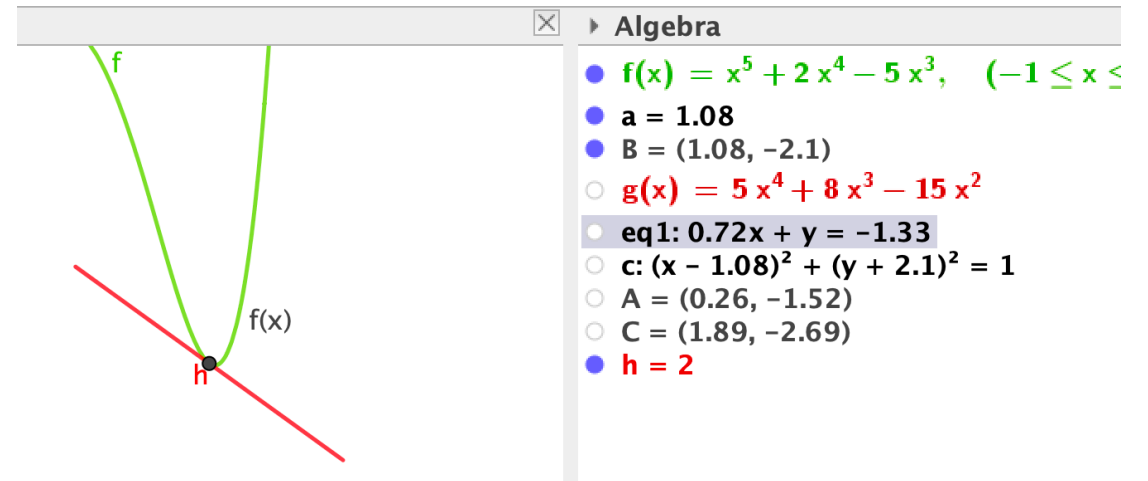 Algebra
f
f(x) = x⁵ + 2 x⁴ − 5 x³, (−1 ≤ x ≤
a = 1.08
B = (1.08, −2.1)
g(x) = 5 x⁴ + 8 x³ − 15 x²
eq1: 0.72x + y = −1.33
c: (x − 1.08)² + (y + 2.1)² = 1
A = (0.26, −1.52)
C = (1.89, −2.69)
h = 2
f(x)
h